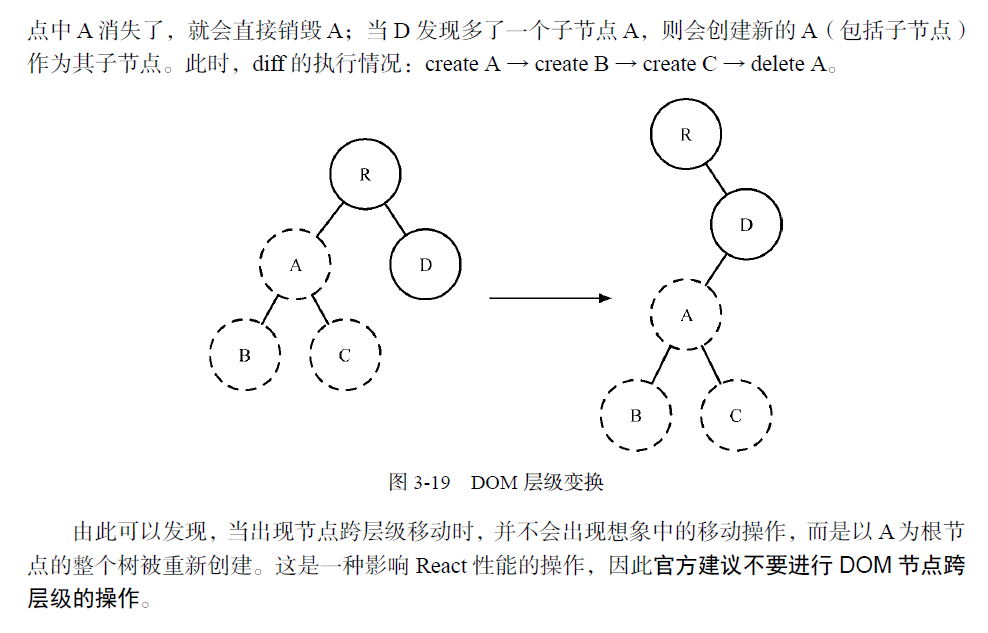 点中 A 消失了，就会直接销毁 A；当 D 发现多了一个子节点 A，则会创建新的 A（包括子节点）
作为其子节点。此时，diff 的执行情况：create A → create B → create C → delete A。
R
A
D
B
C
R
D
A
B
C
图 3-19 DOM 层级变换
由此可以发现，当出现节点跨层级移动时，并不会出现想象中的移动操作，而是以 A 为根节
点的整个树被重新创建。这是一种影响 React 性能的操作，因此官方建议不要进行 DOM 节点跨
层级的操作。